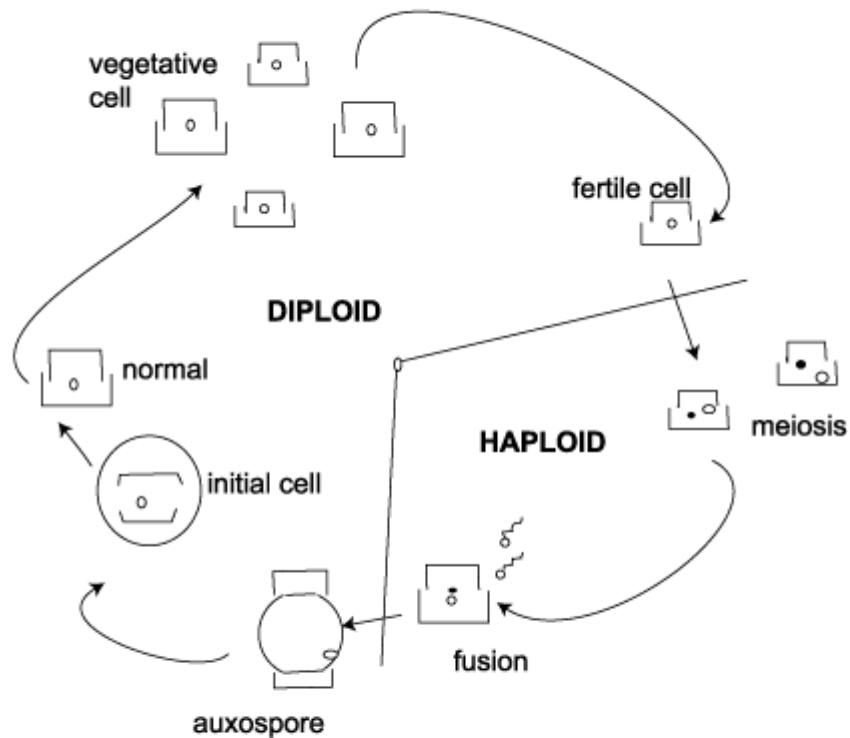 vegetative
cell
fertile cell
DIPLOID
normal
HAPLOID
meiosis
initial cell
fusion
auxospore